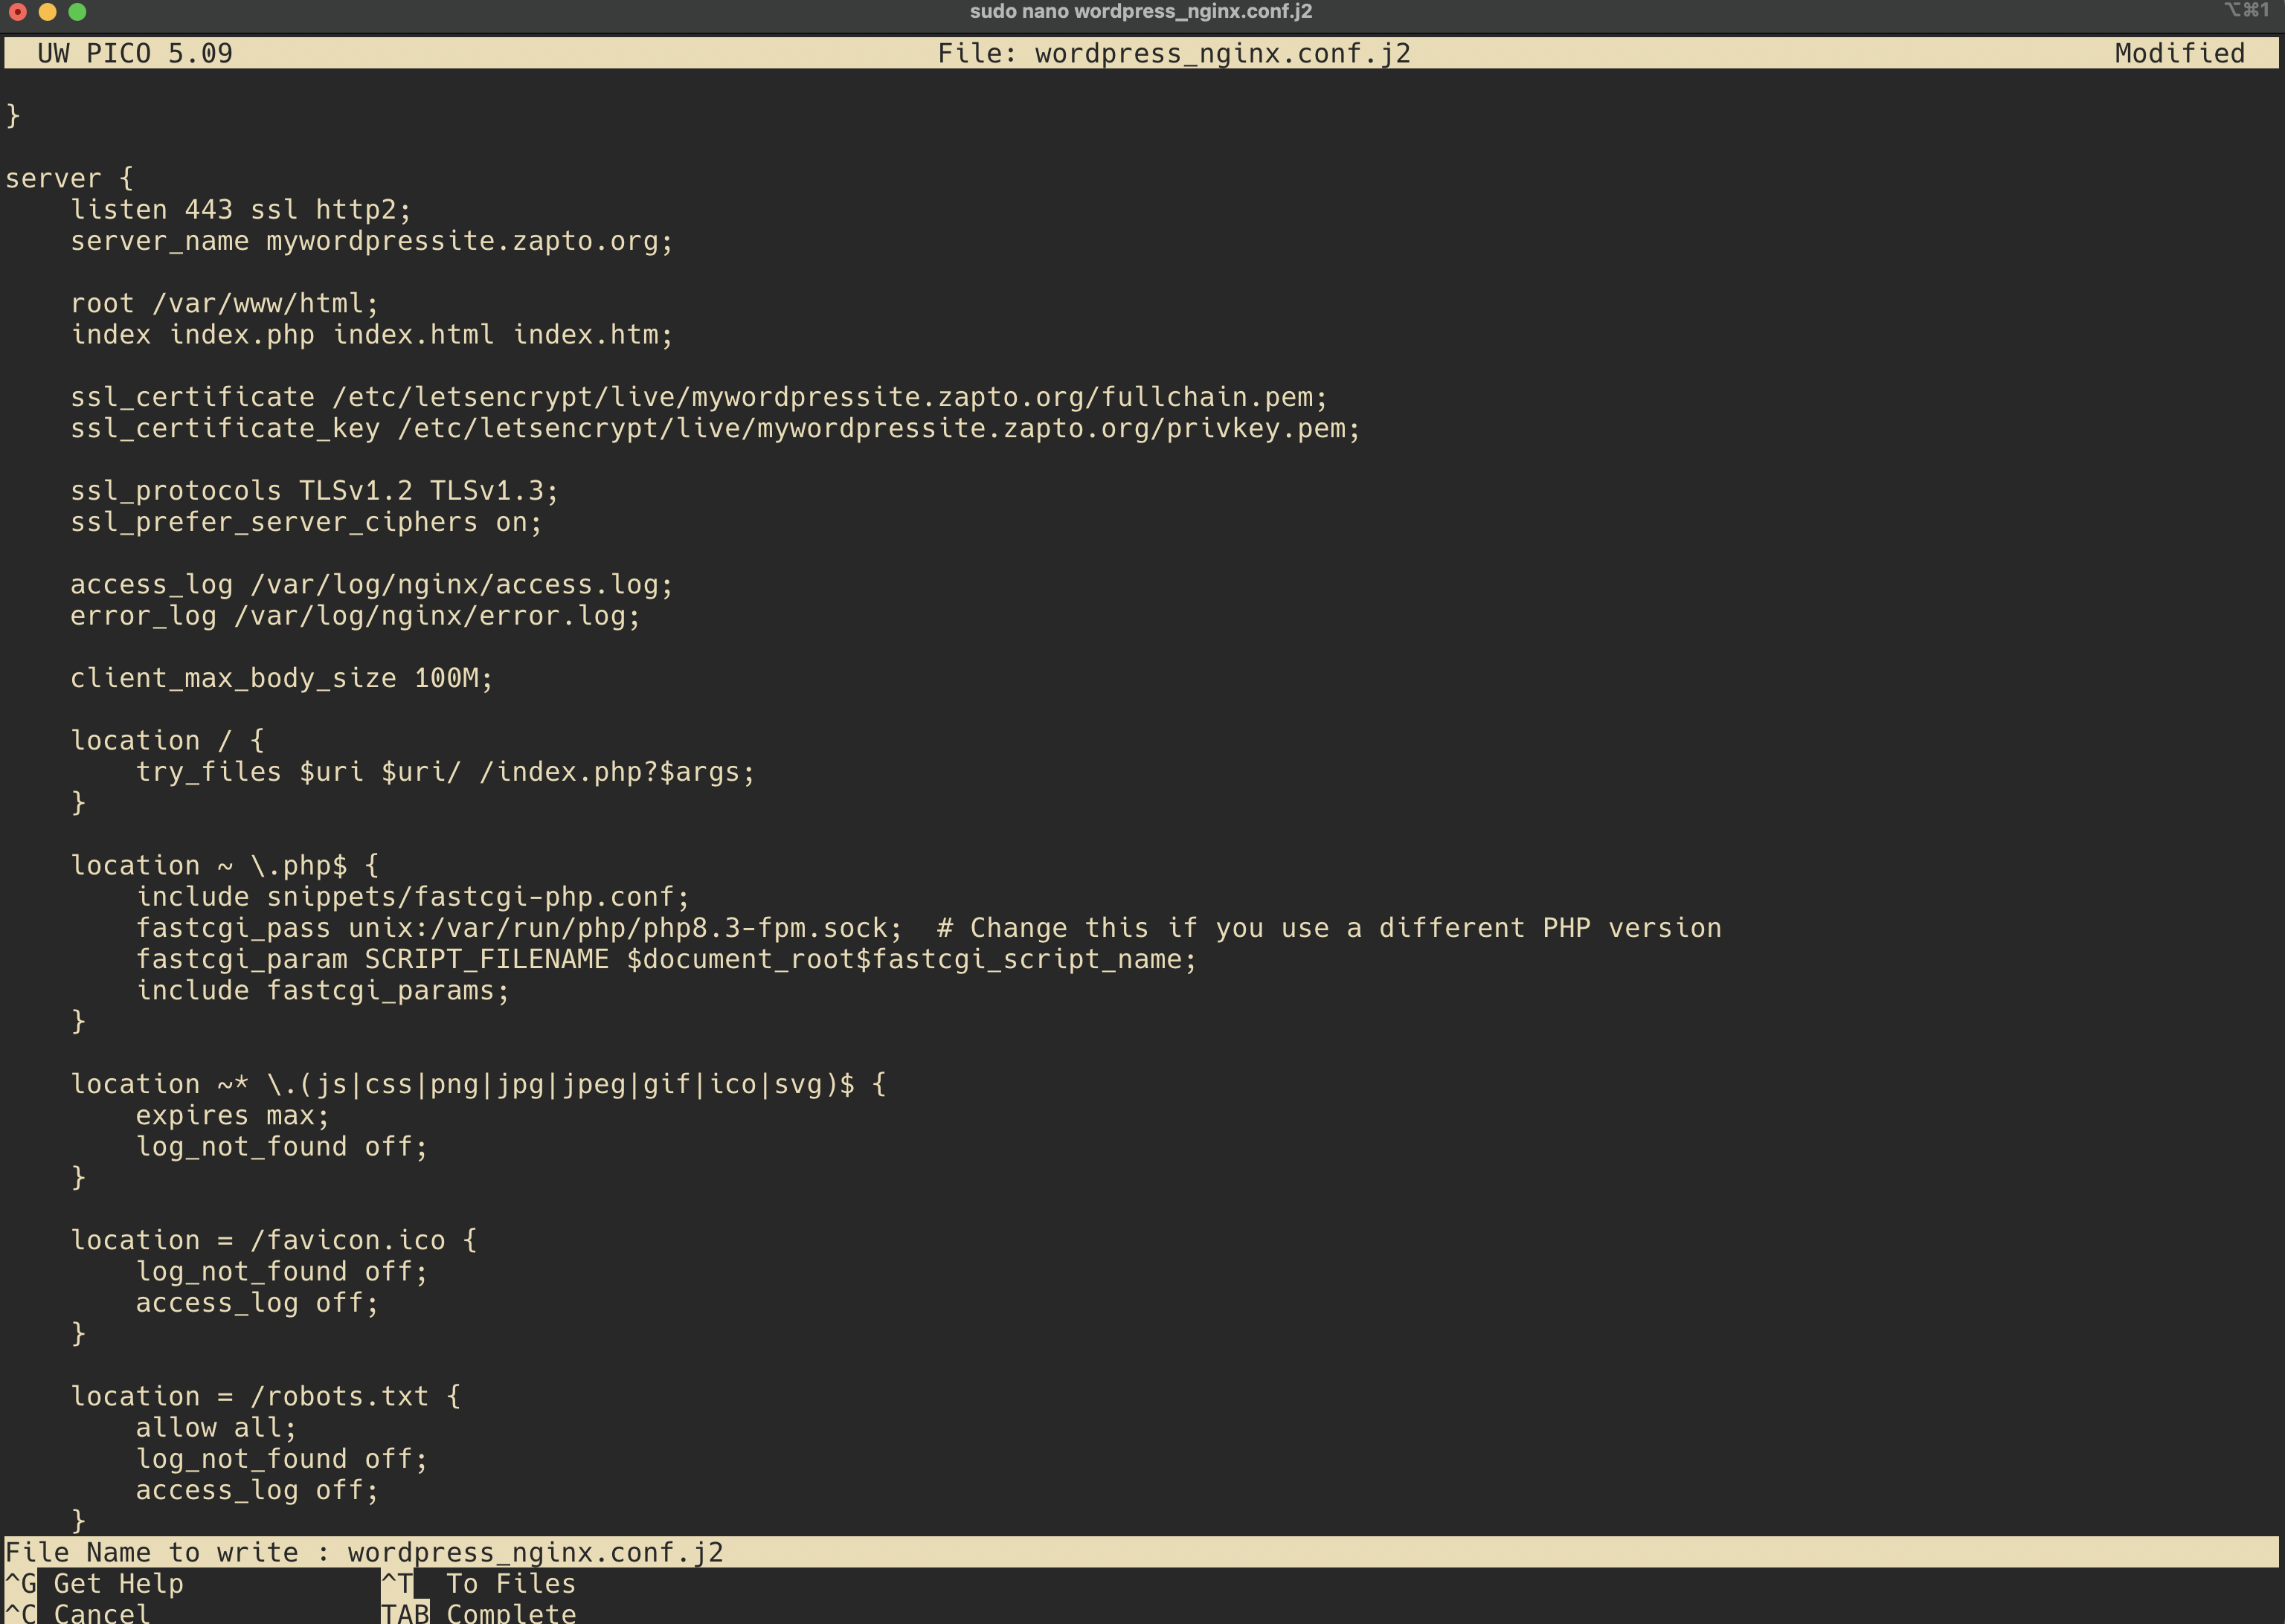 sudo nano wordpress_nginx.conf.j2 ⌥⌘1
UW PICO 5.09 File: wordpress_nginx.conf.j2 Modified
}
server {
listen 443 ssl http2;
server_name mywordpressite.zapto.org;
root /var/www/html;
index index.php index.html index.htm;
ssl_certificate /etc/letsencrypt/live/mywordpressite.zapto.org/fullchain.pem;
ssl_certificate_key /etc/letsencrypt/live/mywordpressite.zapto.org/privkey.pem;
ssl_protocols TLSv1.2 TLSv1.3;
ssl_prefer_server_ciphers on;
access_log /var/log/nginx/access.log;
error_log /var/log/nginx/error.log;
client_max_body_size 100M;
location / {
try_files $uri $uri/ /index.php?$args;
}
location ~ \.php$ {
include snippets/fastcgi-php.conf;
fastcgi_pass unix:/var/run/php/php8.3-fpm.sock;  # Change this if you use a different PHP version
fastcgi_param SCRIPT_FILENAME $document_root$fastcgi_script_name;
include fastcgi_params;
}
location ~* \.(js|css|png|jpg|jpeg|gif|ico|svg)$ {
expires max;
log_not_found off;
}
location = /favicon.ico {
log_not_found off;
access_log off;
}
location = /robots.txt {
allow all;
log_not_found off;
access_log off;
}
File Name to write : wordpress_nginx.conf.j2
^G Get Help ^T To Files
^C Cancel TAB Complete